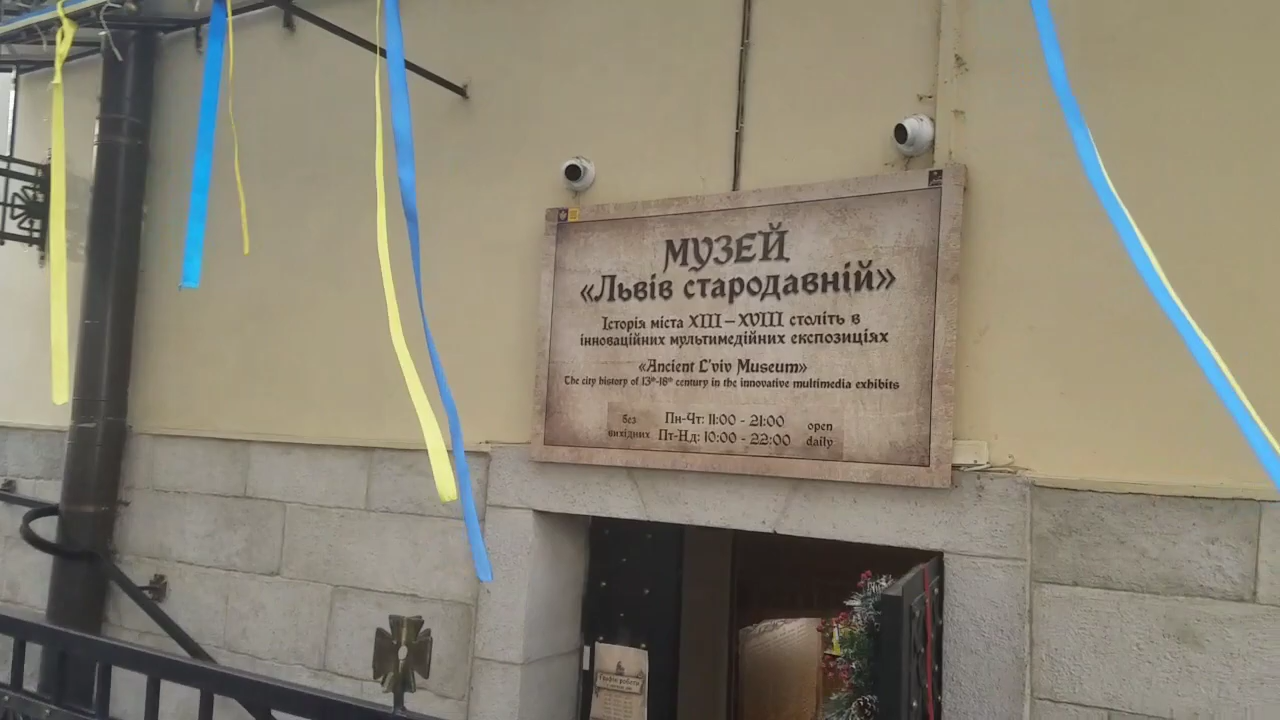 МУЗЕЙ
«Львів стародавній»
Історія міста XIII – XVIII століть в
інноваційних мультимедійних експозиціях
«Ancient L'viv Museum»
The city history of 13th-18th century in the innovative multimedia exhibits
без вихідних
Пн-Чт: 11:00 - 21:00
Пт-Нд: 10:00 - 22:00
open daily
Графік роботи